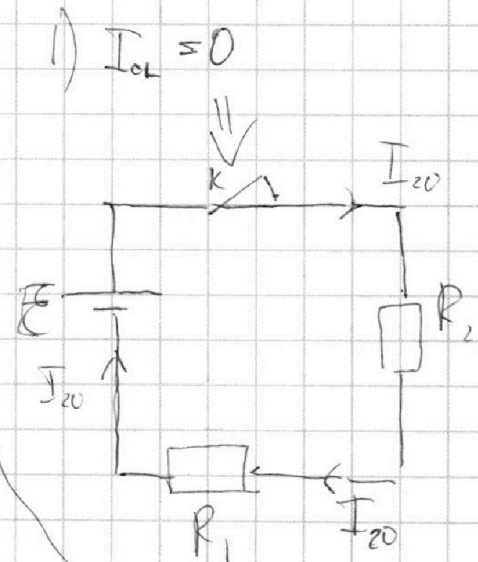 1) I₀L = 0
K
I₂₀
Ɛ
R₂
I₂₀
I₂₀
R₁